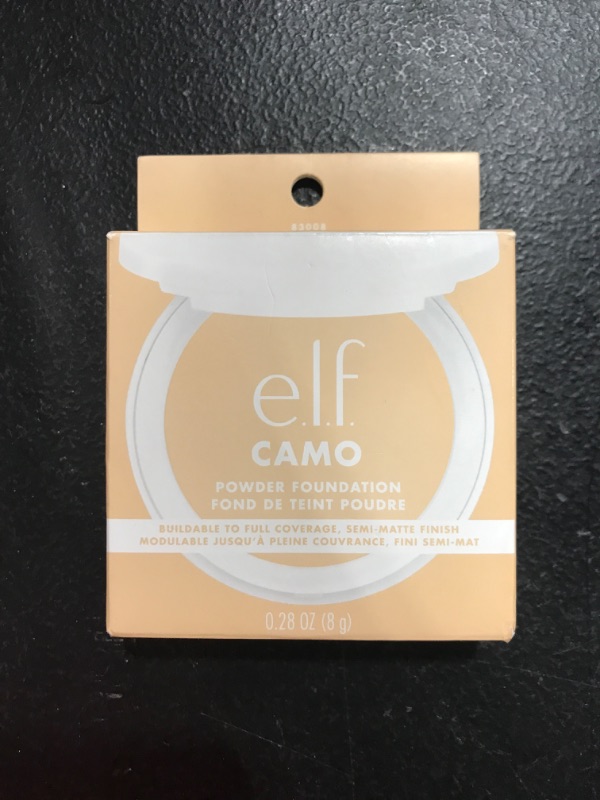 83008
e.l.f.
CAMO
POWDER FOUNDATION
FOND DE TEINT POUDRE
BUILDABLE TO FULL COVERAGE, SEMI-MATTE FINISH
MODULABLE JUSQU'À PLEINE COUVRANCE, FINI SEMI-MAT
0.28 OZ (8 g)